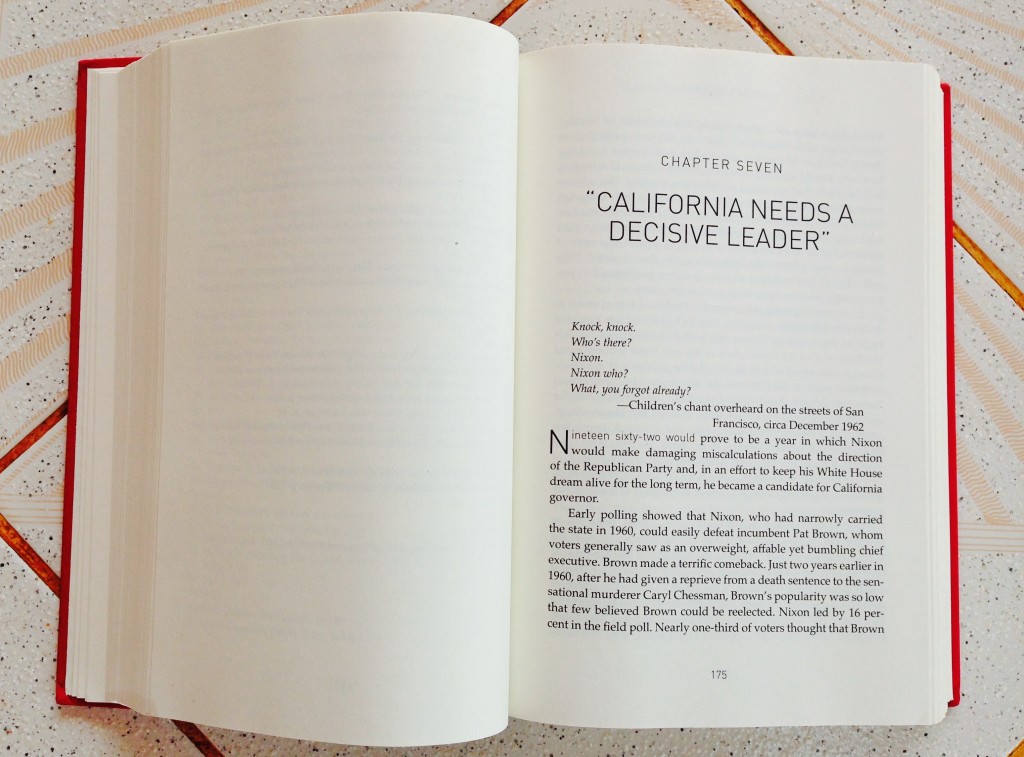 CHAPTER SEVEN
“CALIFORNIA NEEDS A
DECISIVE LEADER”
Knock, knock.
Who’s there?
Nixon.
Nixon who?
What, you forgot already?
—Children’s chant overheard on the streets of San
Francisco, circa December 1962
Nineteen sixty-two would prove to be a year in which Nixon
would make damaging miscalculations about the direction
of the Republican Party and, in an effort to keep his White House
dream alive for the long term, he became a candidate for California
governor.
Early polling showed that Nixon, who had narrowly carried
the state in 1960, could easily defeat incumbent Pat Brown, whom
voters generally saw as an overweight, affable yet bumbling chief
executive. Brown made a terrific comeback. Just two years earlier in
1960, after he had given a reprieve from a death sentence to the sen-
sational murderer Caryl Chessman, Brown’s popularity was so low
that few believed Brown could be reelected. Nixon led by 16 per-
cent in the field poll. Nearly one-third of voters thought that Brown
175